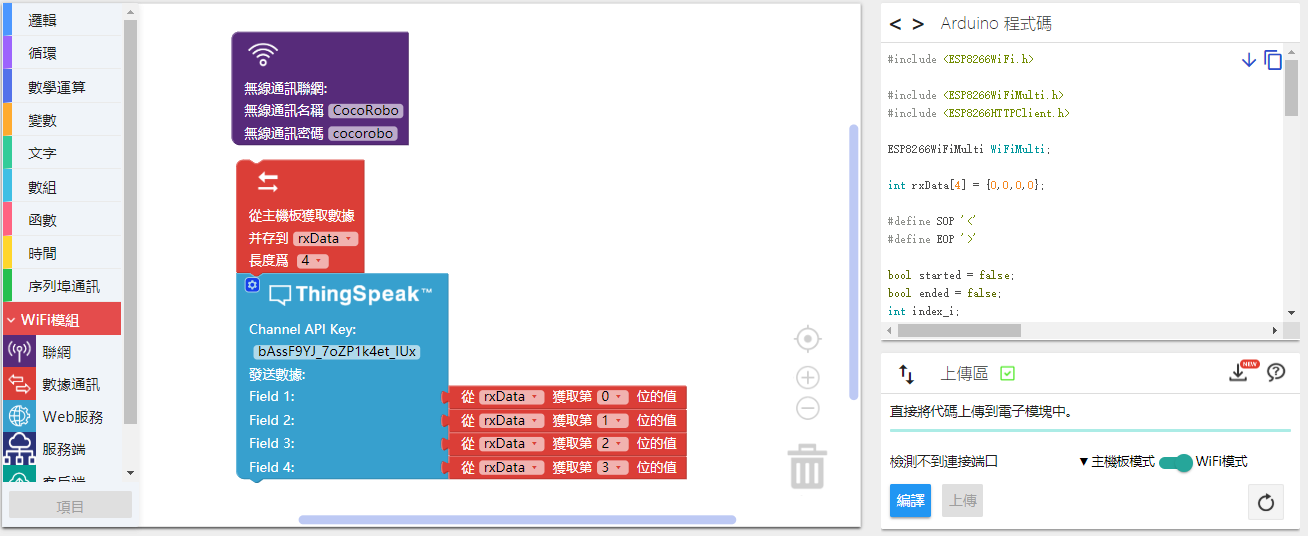 邏輯
循環
數學運算
變數
文字
數組
函數
時間
序列埠通訊
WiFi模組
聯網
數據通訊
Web服務
服務端
客戶端
項目
無線通訊聯網:
無線通訊名稱 CocoRobo
無線通訊密碼 cocorobo
從主機板獲取數據
并存到 rxData
長度爲 4
ThingSpeak™
Channel API Key:
bAssF9YJ_7oZP1k4et_IUx
發送數據:
Field 1: 從 rxData 獲取第 0 位的值
Field 2: 從 rxData 獲取第 1 位的值
Field 3: 從 rxData 獲取第 2 位的值
Field 4: 從 rxData 獲取第 3 位的值
< > Arduino 程式碼
#include <ESP8266WiFi.h>
#include <ESP8266WiFiMulti.h>
#include <ESP8266HTTPClient.h>
ESP8266WiFiMulti WiFiMulti;
int rxData[4] = {0,0,0,0};
#define SOP '<'
#define EOP '>'
bool started = false;
bool ended = false;
int index_i;
上傳區
NEW
直接將代碼上傳到電子模塊中。
檢測不到連接端口
▼主機板模式 WiFi模式
編譯 上傳